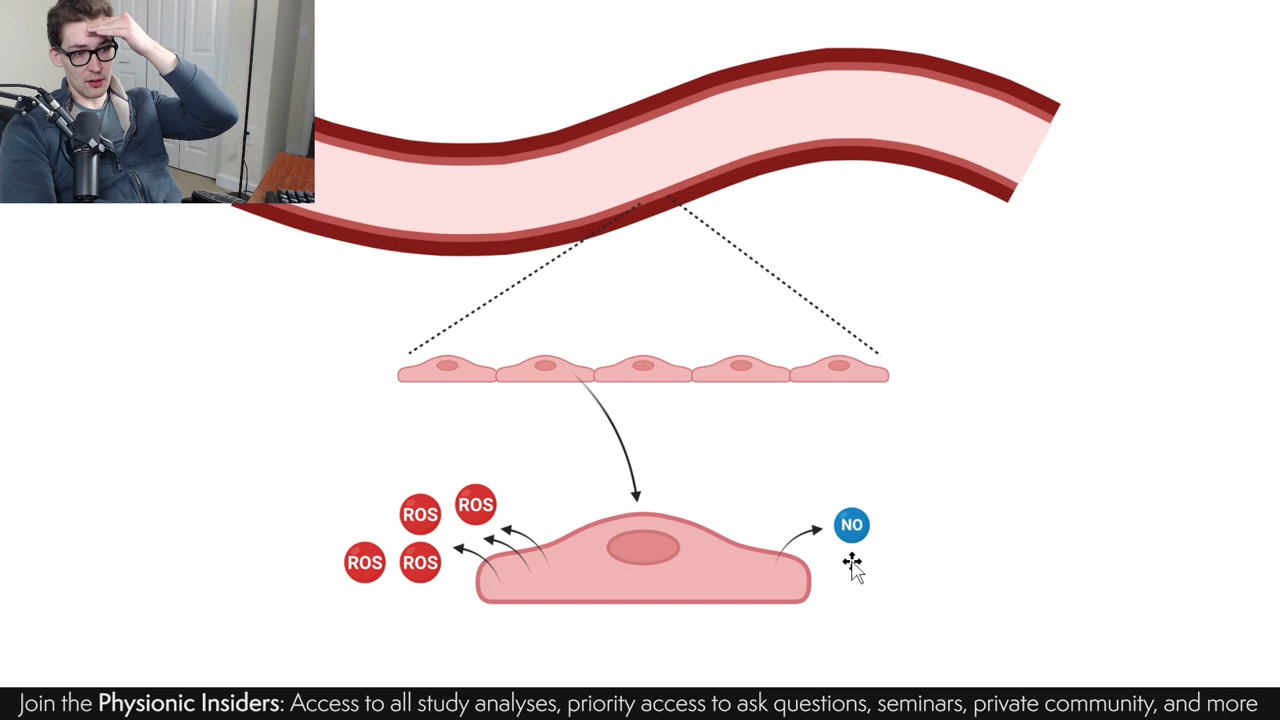 ROS
ROS
NO
ROS
ROS
Join the Physionic Insiders: Access to all study analyses, priority access to ask questions, seminars, private community, and more